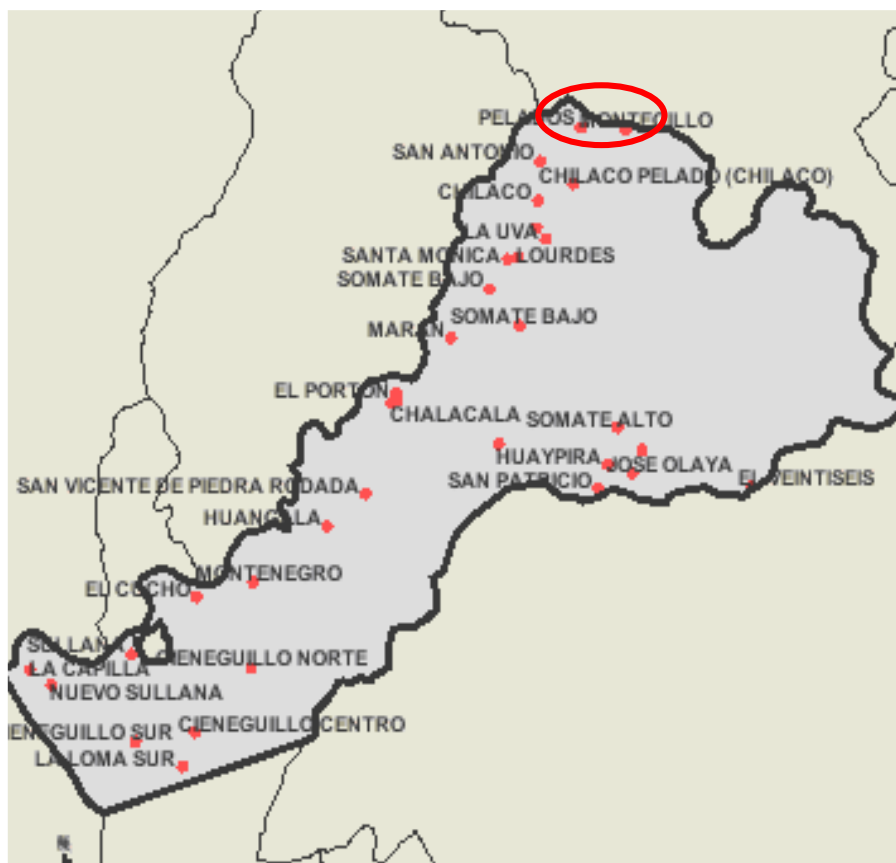 PELADOS MONTECILLO
SAN ANTONIO
CHILACO PELADO (CHILACO)
CHILACO
LA UVA
SANTA MONICA LOURDES
SOMATE BAJO
SOMATE BAJO
MARAN
EL PORTON
CHALACALA
SOMATE ALTO
HUAYPIRA
JOSE OLAYA
SAN PATRICIO
EL VEINTISEIS
SAN VICENTE DE PIEDRA RODADA
HUANGALA
MONTENEGRO
EL CUCHO
SULLANA
CIENEGUILLO NORTE
LA CAPILLA
NUEVO SULLANA
CIENEGUILLO CENTRO
IENEGUILLO SUR
LA LOMA SUR